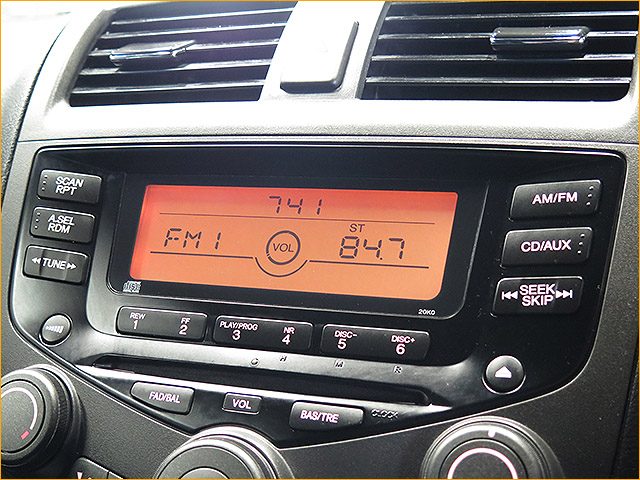 741
FM1
VOL
ST
84.7
20K0
SCAN
RPT
A.SEL
RDM
TUNE
AM/FM
CD/AUX
SEEK
SKIP
REW
1
FF
2
PLAY/PROG
3
NR
4
DISC-
5
DISC+
6
C H M R
FAD/BAL
VOL
BAS/TRE
CLOCK